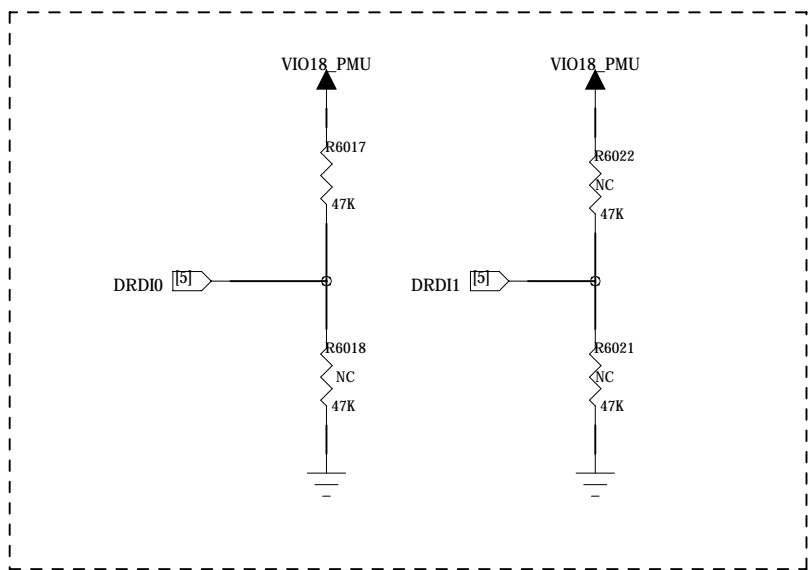 VIO18_PMU
R6017
47K
DRDI0 [5]
R6018
NC
47K
VIO18_PMU
R6022
NC
47K
DRDI1 [5]
R6021
NC
47K